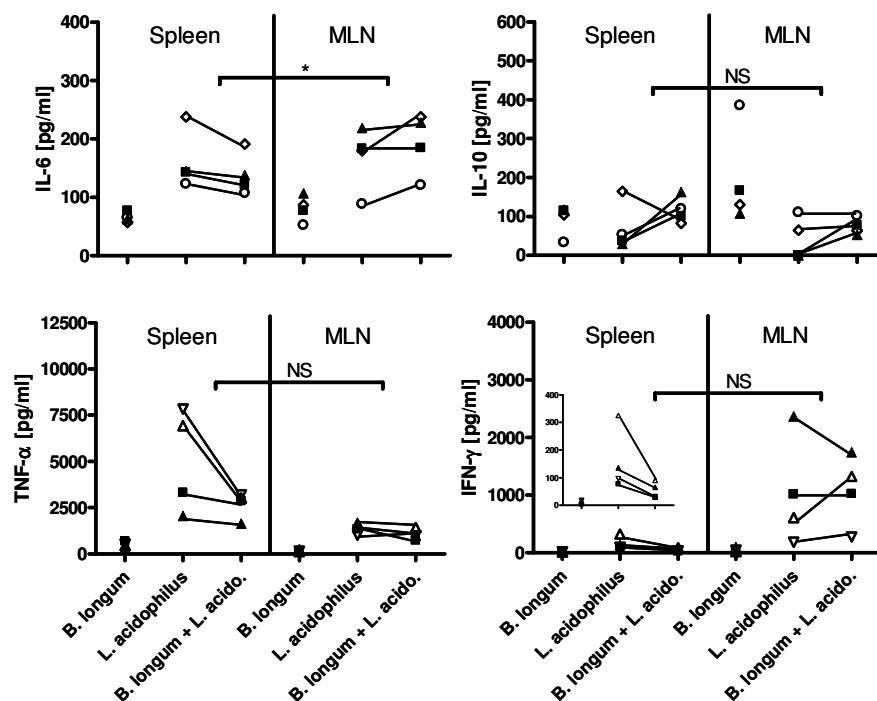 Spleen MLN
*
IL-6 [pg/ml]
400
300
200
100
0
Spleen MLN
NS
IL-10 [pg/ml]
600
500
400
300
200
100
0
Spleen MLN
NS
TNF-α [pg/ml]
12500
10000
7500
5000
2500
0
B. longum
L. acidophilus
B. longum + L. acido.
B. longum
L. acidophilus
B. longum + L. acido.
Spleen MLN
NS
IFN-γ [pg/ml]
4000
3000
2000
1000
0
400
300
200
100
0
B. longum
L. acidophilus
B. longum + L. acido.
B. longum
L. acidophilus
B. longum + L. acido.